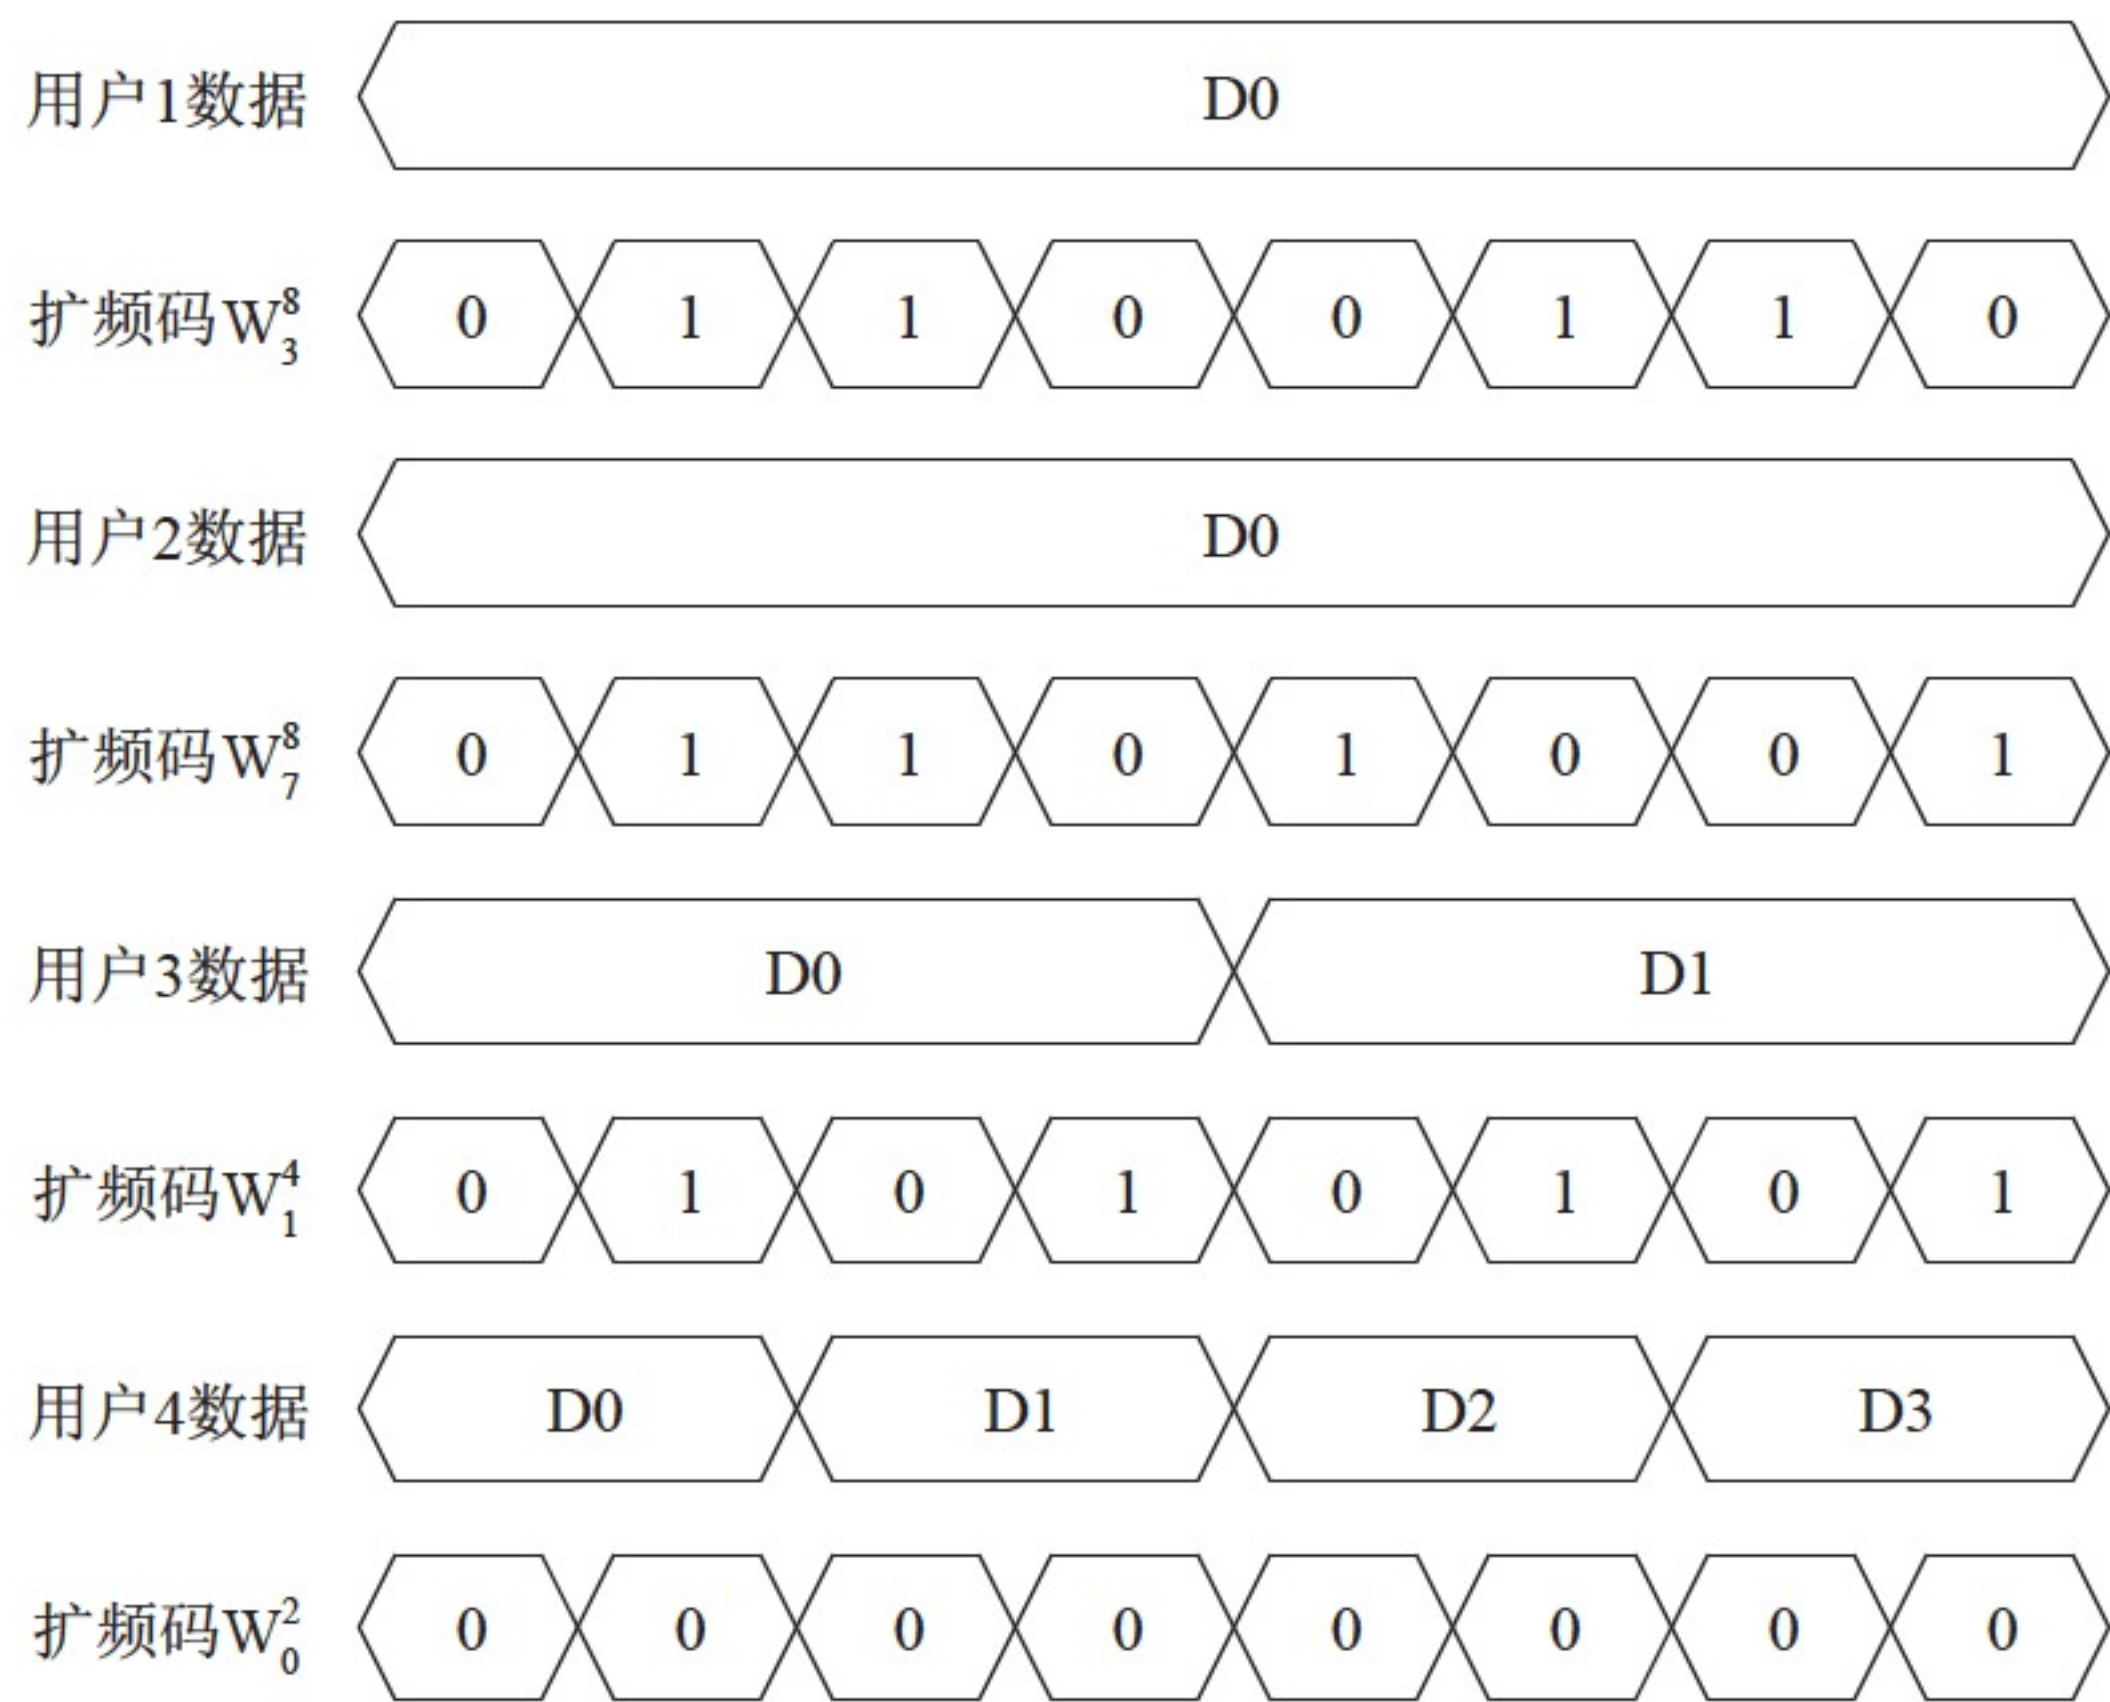 用户1数据 D0
扩频码W⁸₃ 0 1 1 0 0 1 1 0
用户2数据 D0
扩频码W⁸₇ 0 1 1 0 1 0 0 1
用户3数据 D0 D1
扩频码W⁴₁ 0 1 0 1 0 1 0 1
用户4数据 D0 D1 D2 D3
扩频码W²₀ 0 0 0 0 0 0 0 0